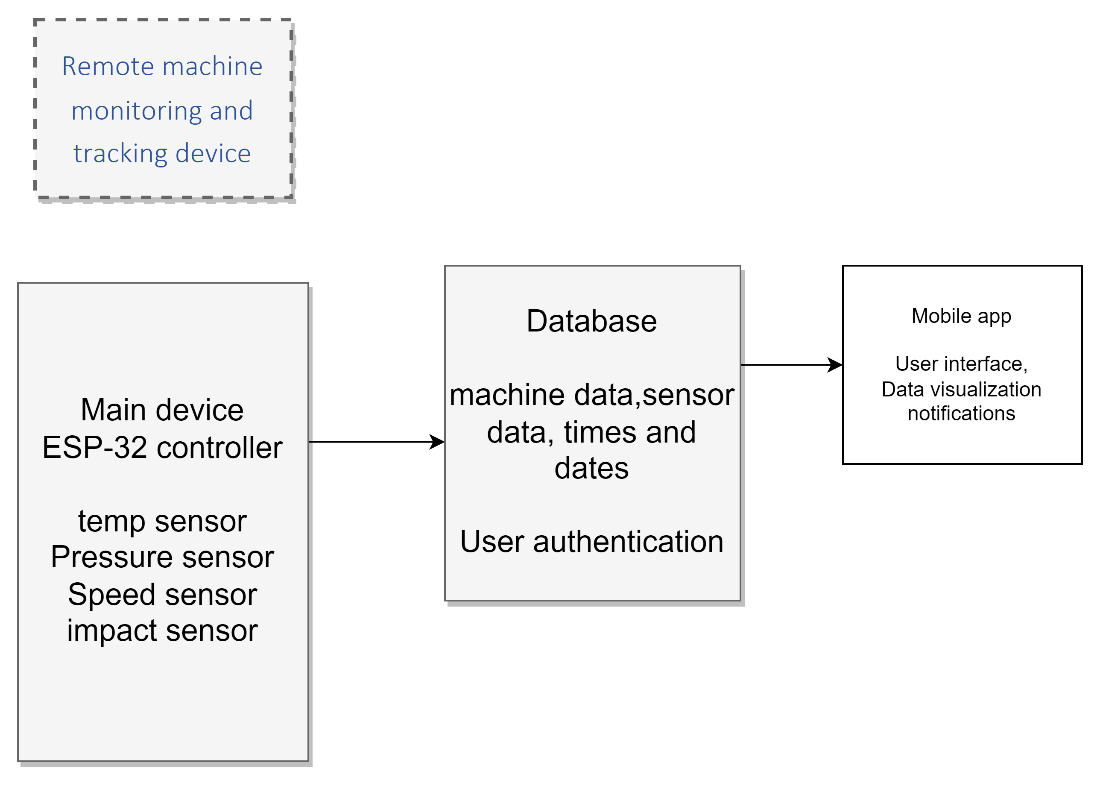 Remote machine
monitoring and
tracking device
Main device
ESP-32 controller
temp sensor
Pressure sensor
Speed sensor
impact sensor
Database
machine data,sensor
data, times and
dates
User authentication
Mobile app
User interface,
Data visualization
notifications